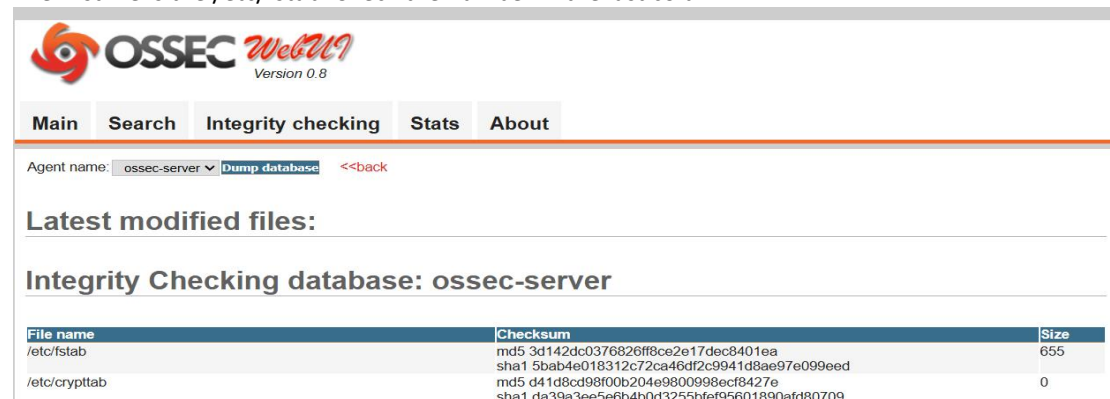 OSSEC WebUI
Version 0.8
Main Search Integrity checking Stats About
Agent name: ossec-server Dump database <<back
Latest modified files:
Integrity Checking database: ossec-server
File name Checksum Size
/etc/fstab md5 3d142dc0376826ff8ce2e17dec8401ea 655
sha1 5bab4e018312c72ca46df2c9941d8ae97e099eed
/etc/crypttab md5 d41d8cd98f00b204e9800998ecf8427e 0
sha1 da39a3ee5e6b4b0d3255bfef95601890afd80709